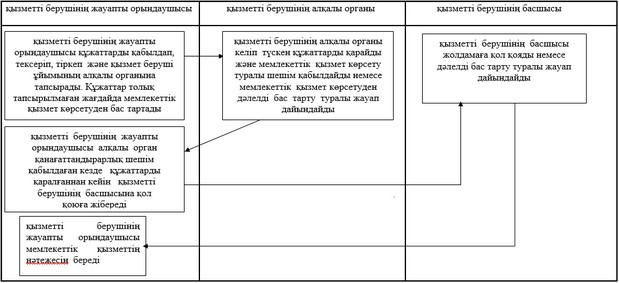 қызметті берушінің жауапты орындаушысы
қызметті берушінің алқалы органы
қызметті берушінің басшысы
қызметті берушінің жауапты
орындаушысы құжаттарды қабылдап,
тексеріп, тіркеп және қызмет беруші
ұйымының алқалы органына
тапсырады. Құжаттар толық
тапсырылмаған жағдайда мемлекеттік
қызмет көрсетуден бас тартады
қызметті берушінің алқалы органы
келіп түскен құжаттарды қарайды
және мемлекеттік қызмет көрсету
туралы шешім қабылдайды немесе
мемлекеттік қызмет көрсетуден
дәлелді бас тарту туралы жауап
дайындайды
қызметті берушінің басшысы
жолдамаға қол қояды немесе
дәлелді бас тарту туралы жауап
дайындайды
қызметті берушінің жауапты
орындаушысы алқалы орган
қанағаттандырарлық шешім
қабылдаған кезде құжаттарды
қаралғаннан кейін қызметті
берушінің басшысына қол
қоюға жібереді
қызметті берушінің
жауапты орындаушысы
мемлекеттік қызметтің
нәтежесін береді